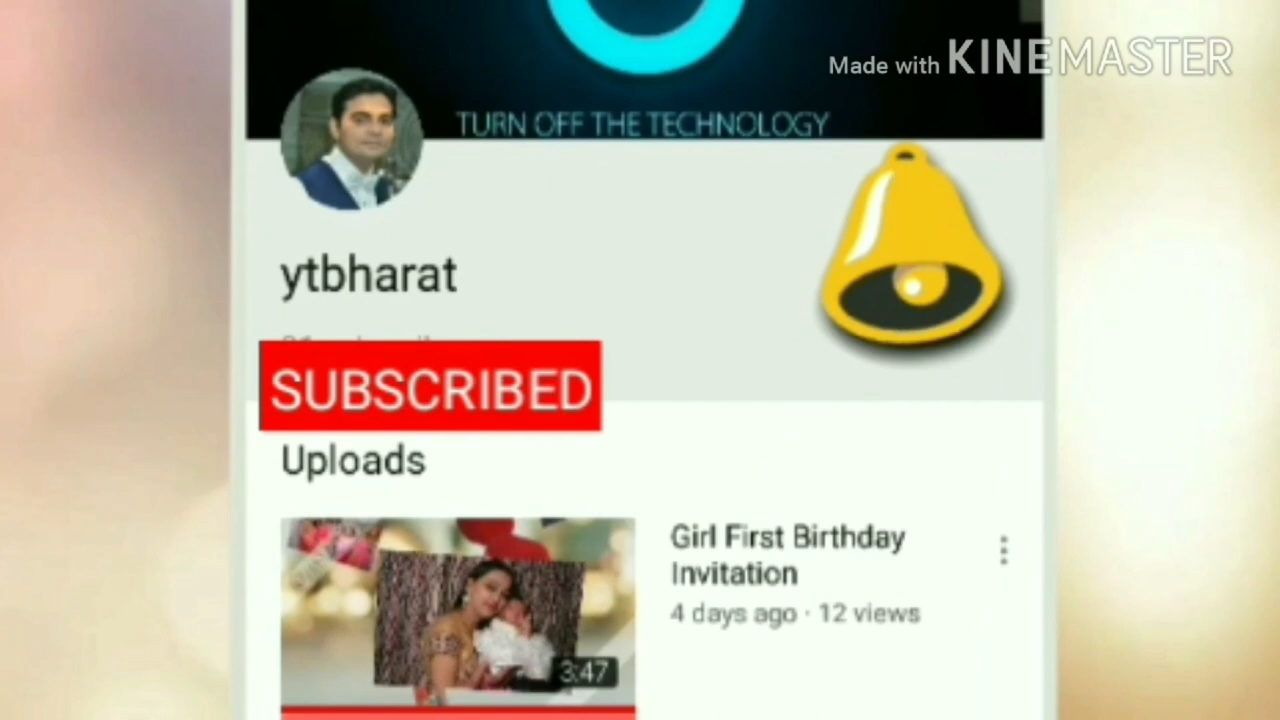 Made with KINEMASTER
TURN OFF THE TECHNOLOGY
ytbharat
SUBSCRIBED
Uploads
Girl First Birthday
Invitation
4 days ago · 12 views
3:47